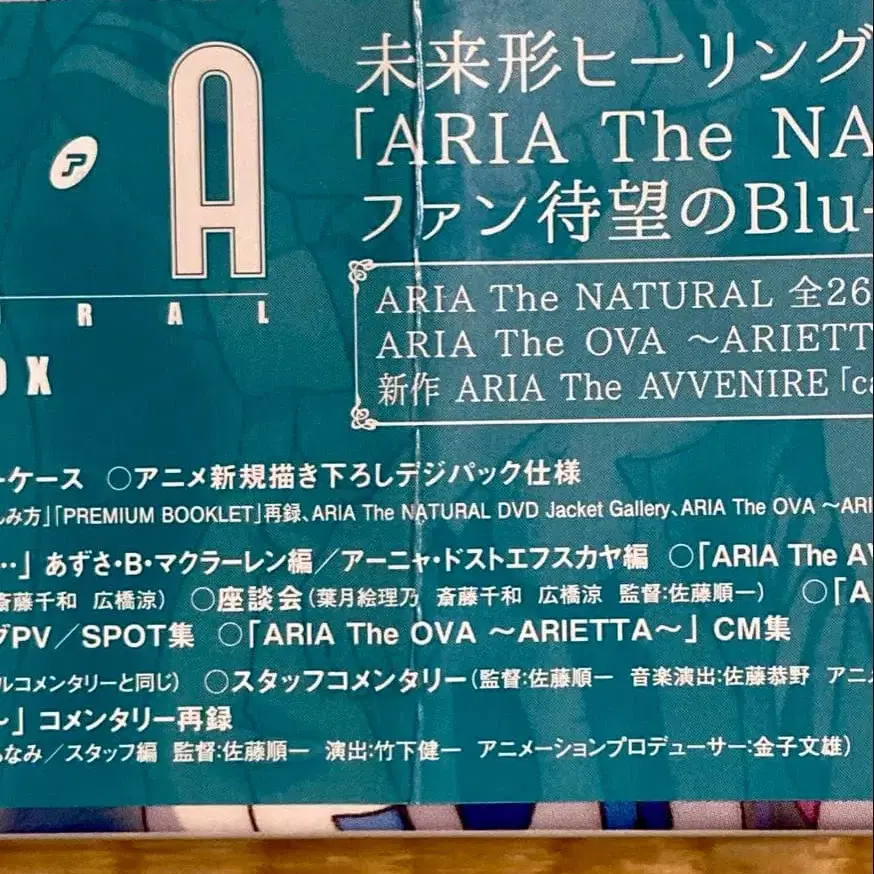 A
ア
未来形ヒーリング
「ARIA The NA
ファン待望のBlu-
R A L
OX
ARIA The NATURAL 全26
ARIA The OVA ～ARIETT
新作 ARIA The AVVENIRE「ca
ーケース ○アニメ新規描き下ろしデジパック仕様
しみ方」「PREMIUM BOOKLET」再録、ARIA The NATURAL DVD Jacket Gallery、ARIA The OVA ～ARI
…」あずさ・B・マクラーレン編／アーニャ・ドストエフスカヤ編 ○「ARIA The AV
斎藤千和 広橋涼） ○座談会（葉月絵理乃 斎藤千和 広橋涼 監督:佐藤順一） ○「A
グPV／SPOT集 ○「ARIA The OVA ～ARIETTA～」CM集
ルコメンタリーと同じ） ○スタッフコメンタリー（監督:佐藤順一 音楽演出:佐藤恭野 アニメ
～」コメンタリー再録
なみ／スタッフ編 監督:佐藤順一 演出:竹下健一 アニメーションプロデューサー:金子文雄）